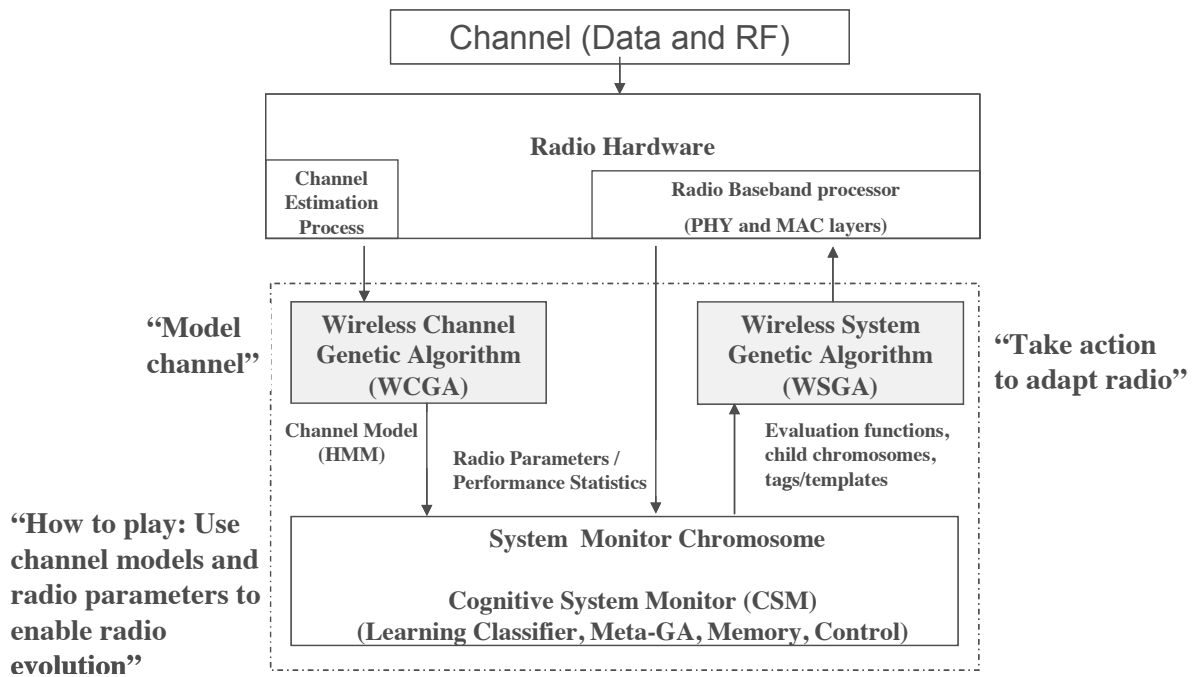 Channel (Data and RF)
Radio Hardware
Channel
Estimation
Process
Radio Baseband processor
(PHY and MAC layers)
“Model
channel”
Wireless Channel
Genetic Algorithm
(WCGA)
Wireless System
Genetic Algorithm
(WSGA)
“Take action
to adapt radio”
Channel Model
(HMM)
Radio Parameters /
Performance Statistics
Evaluation functions,
child chromosomes,
tags/templates
“How to play: Use
channel models and
radio parameters to
enable radio
evolution”
System Monitor Chromosome
Cognitive System Monitor (CSM)
(Learning Classifier, Meta-GA, Memory, Control)